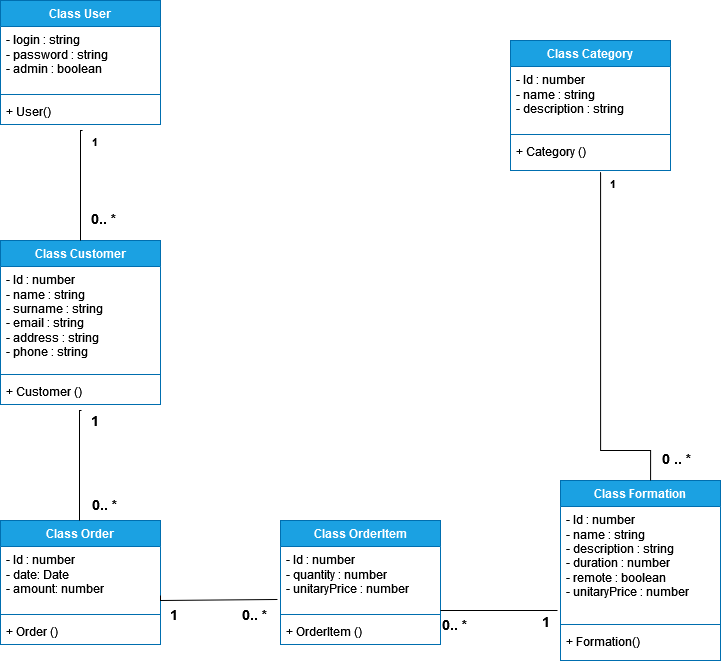 Class User
- login : string
- password : string
- admin : boolean
+ User()
1
0.. *
Class Customer
- Id : number
- name : string
- surname : string
- email : string
- address : string
- phone : string
+ Customer ()
1
0.. *
Class Order
- Id : number
- date: Date
- amount: number
+ Order ()
1
0.. *
Class OrderItem
- Id : number
- quantity : number
- unitaryPrice : number
+ OrderItem ()
0.. *
1
Class Category
- Id : number
- name : string
- description : string
+ Category ()
1
0 .. *
Class Formation
- Id : number
- name : string
- description : string
- duration : number
- remote : boolean
- unitaryPrice : number
+ Formation()